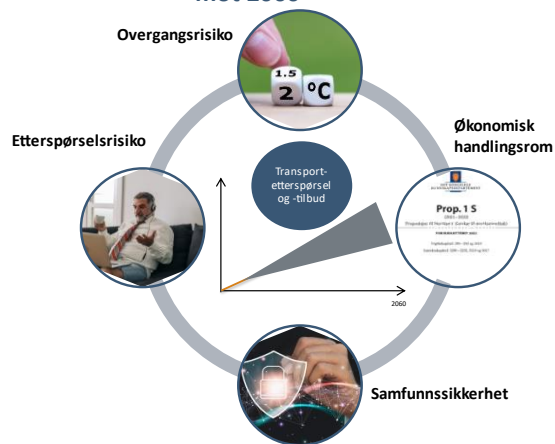 Overgangsrisiko
1.5
2 °C
Etterspørselsrisiko
Økonomisk
handlingsrom
Transport-
etterspørsel
og -tilbud
Prop. 1 S
2060
Samfunnssikkerhet